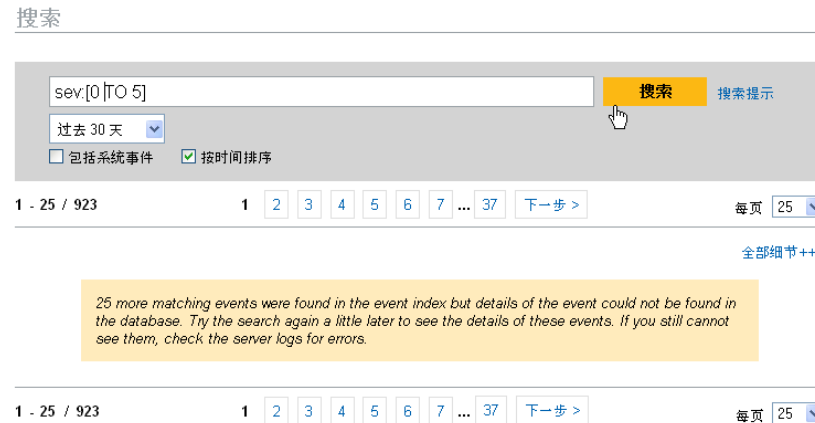 搜索
sev:[0 TO 5]
搜索
搜索提示
过去 30 天
包括系统事件
按时间排序
1 - 25 / 923
1 2 3 4 5 6 7 ... 37 下一步 >
每页 25
全部细节++
25 more matching events were found in the event index but details of the event could not be found in
the database. Try the search again a little later to see the details of these events. If you still cannot
see them, check the server logs for errors.
1 - 25 / 923
1 2 3 4 5 6 7 ... 37 下一步 >
每页 25